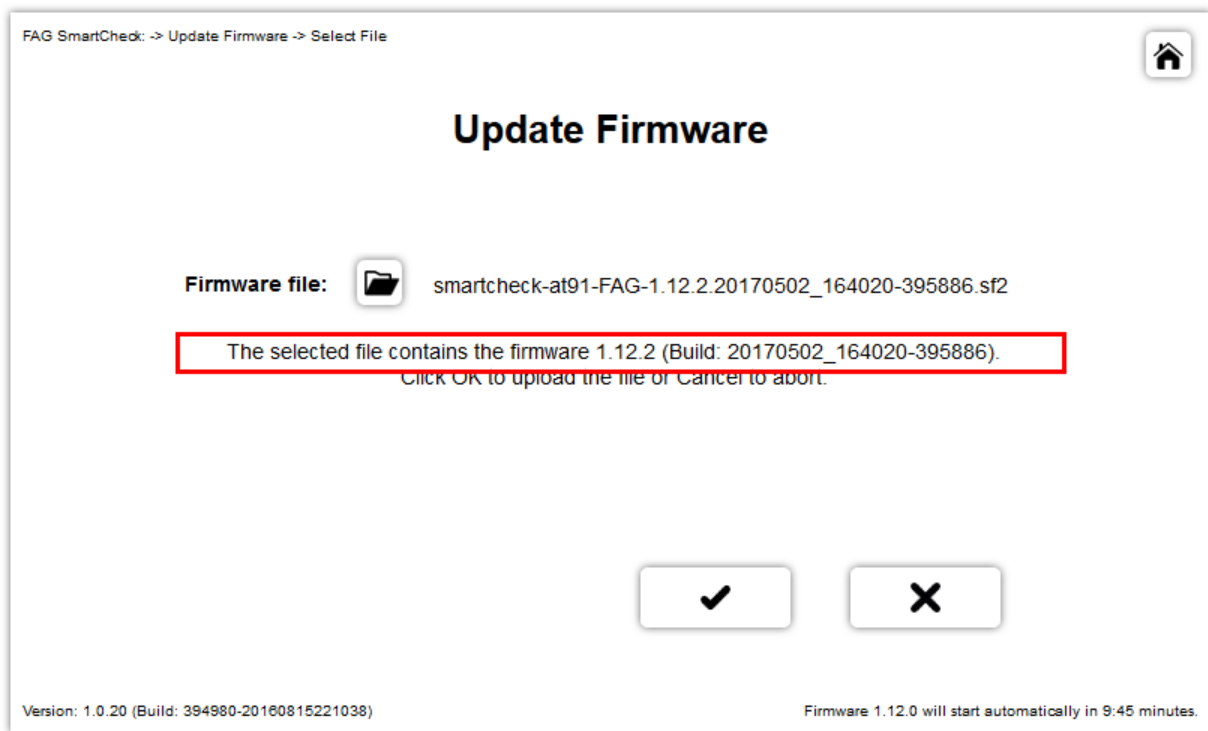 FAG SmartCheck: -> Update Firmware -> Select File
Update Firmware
Firmware file: smartcheck-at91-FAG-1.12.2.20170502_164020-395886.sf2
The selected file contains the firmware 1.12.2 (Build: 20170502_164020-395886).
Click OK to upload the file or Cancel to abort.
Version: 1.0.20 (Build: 394980-20160815221038)
Firmware 1.12.0 will start automatically in 9:45 minutes.